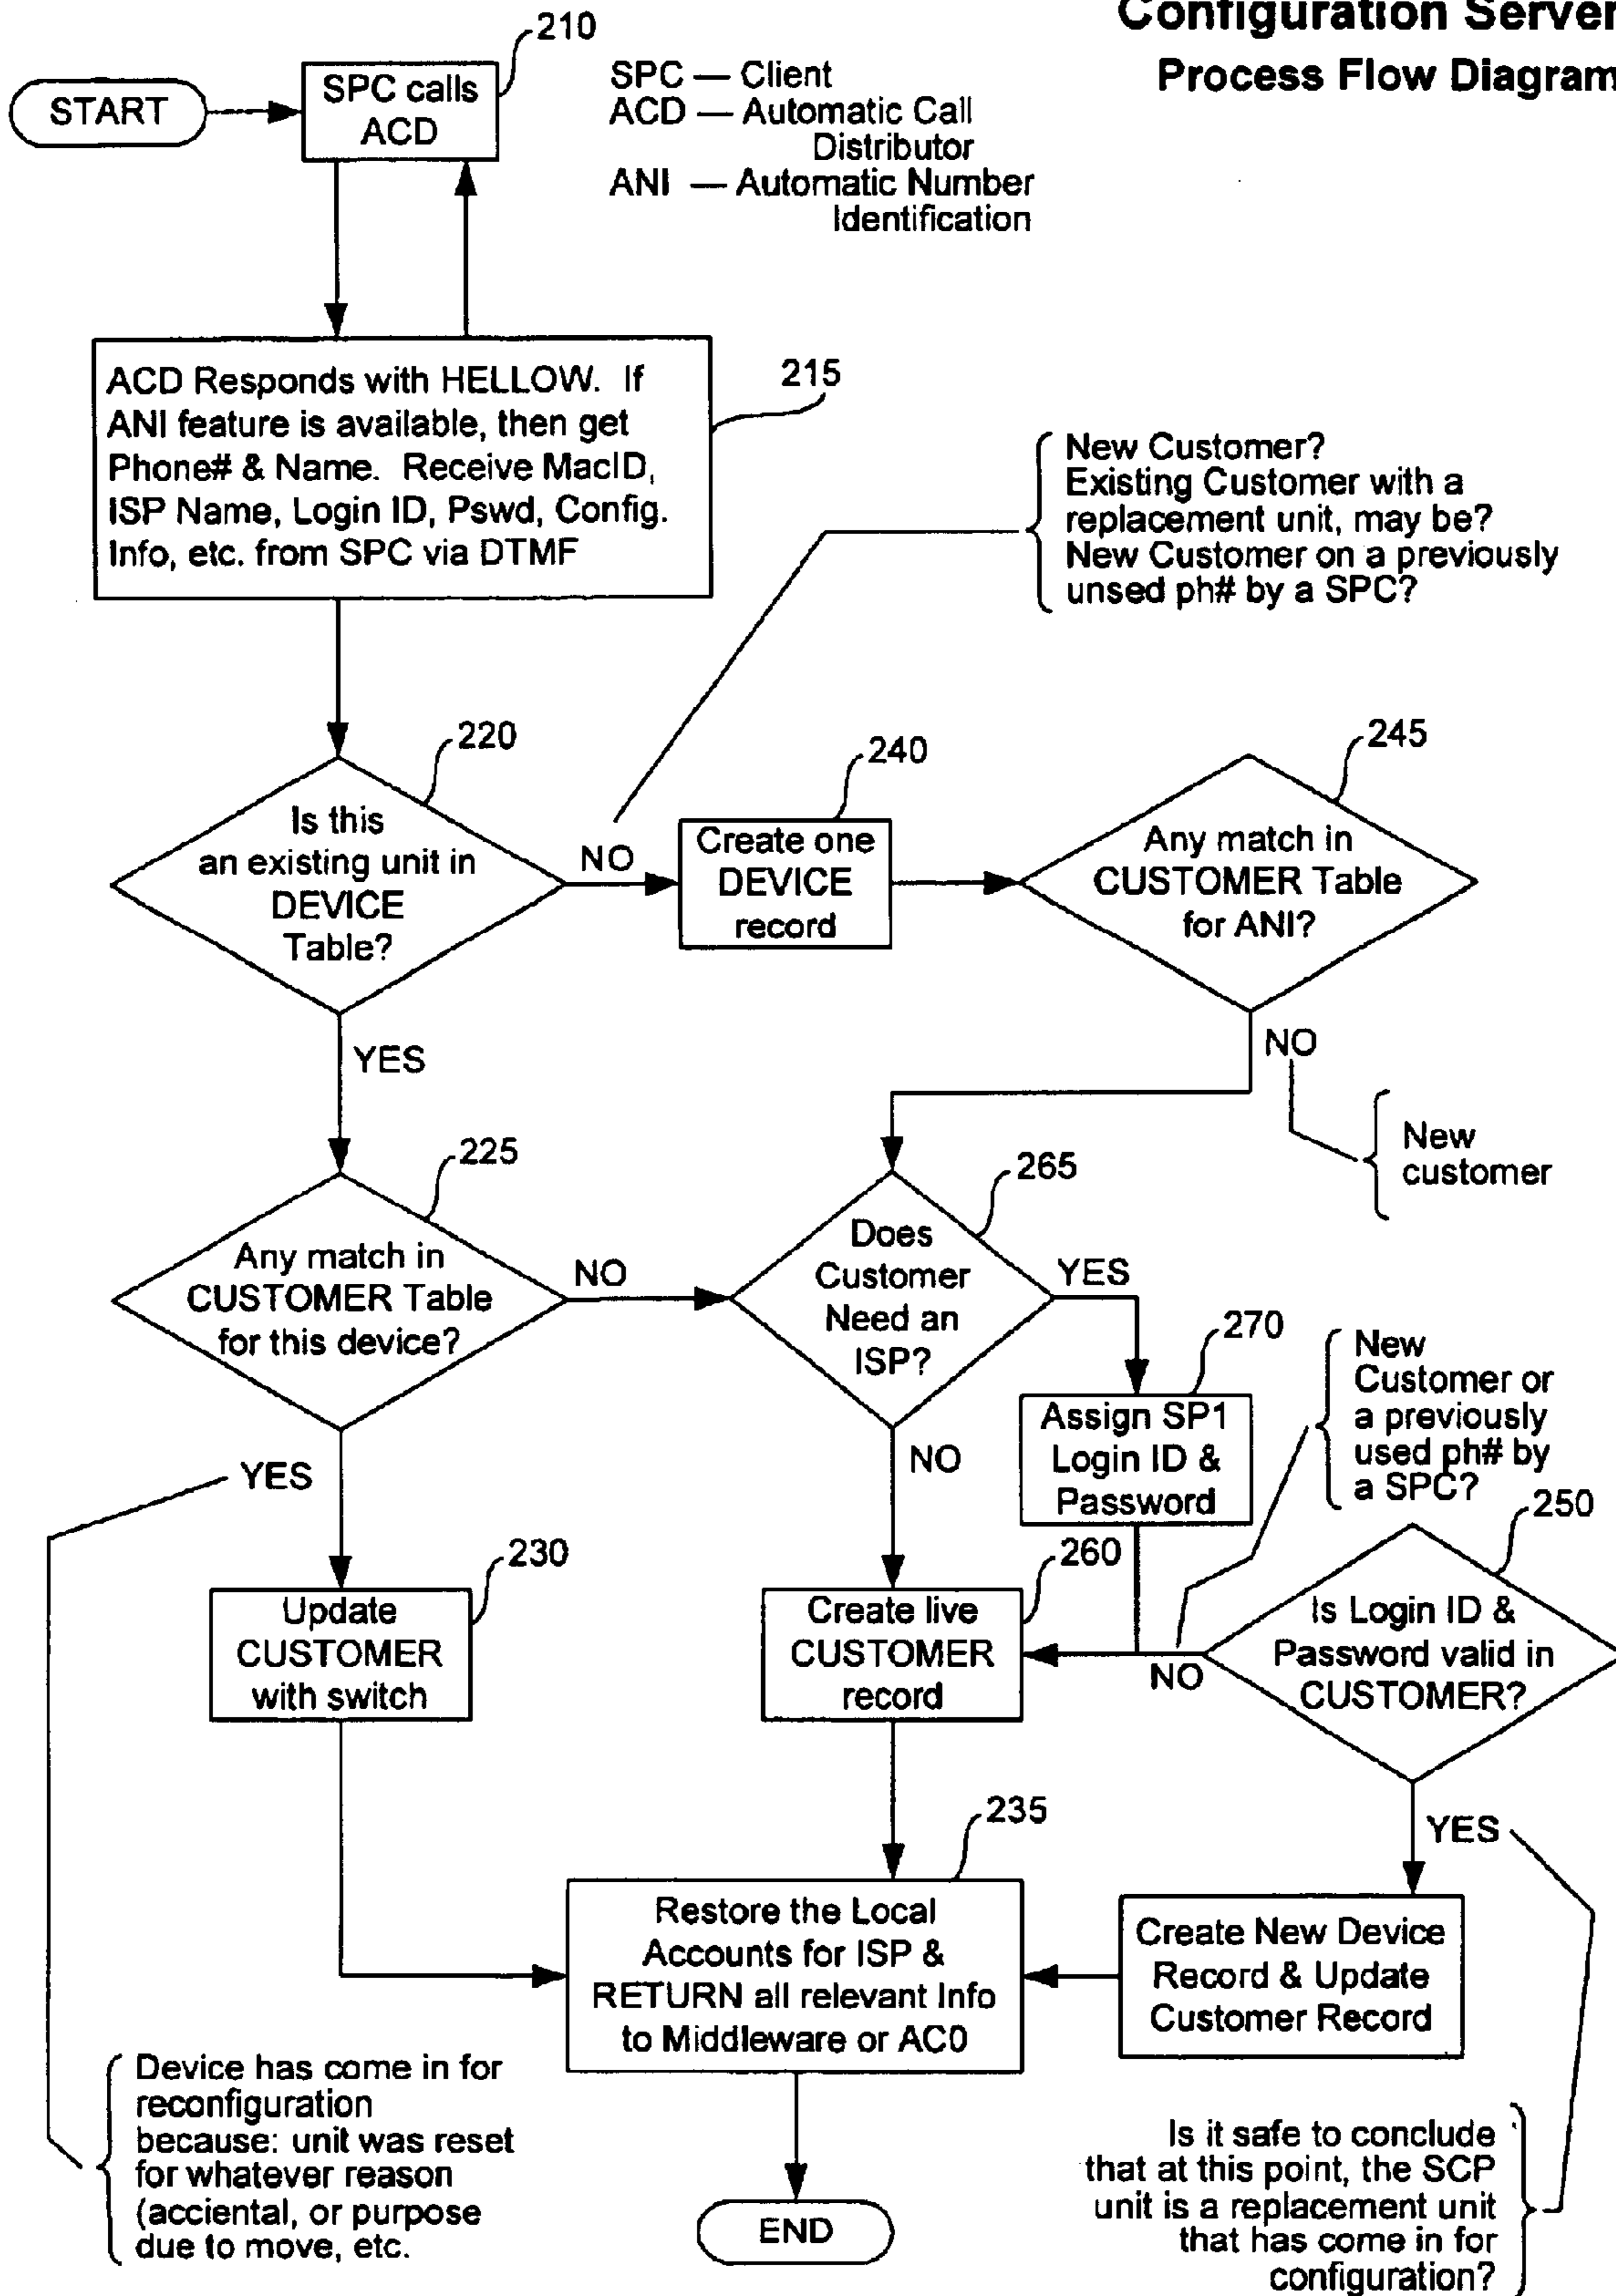 Configuration Server
Process Flow Diagram
210
START
SPC calls
ACD
SPC — Client
ACD — Automatic Call
Distributor
ANI — Automatic Number
Identification
ACD Responds with HELLOW. If
ANI feature is available, then get
Phone# & Name. Receive MacID,
ISP Name, Login ID, Pswd, Config.
Info, etc. from SPC via DTMF
215
New Customer?
Existing Customer with a
replacement unit, may be?
New Customer on a previously
unsed ph# by a SPC?
220
Is this
an existing unit in
DEVICE
Table?
NO
240
Create one
DEVICE
record
245
Any match in
CUSTOMER Table
for ANI?
YES
NO
New
customer
225
Any match in
CUSTOMER Table
for this device?
NO
265
Does
Customer
Need an
ISP?
YES
270
Assign SP1
Login ID &
Password
New
Customer or
a previously
used ph# by
a SPC?
YES
NO
230
Update
CUSTOMER
with switch
260
Create live
CUSTOMER
record
NO
250
Is Login ID &
Password valid in
CUSTOMER?
YES
235
Restore the Local
Accounts for ISP &
RETURN all relevant Info
to Middleware or AC0
Create New Device
Record & Update
Customer Record
Device has come in for
reconfiguration
because: unit was reset
for whatever reason
(acciental, or purpose
due to move, etc.
END
Is it safe to conclude
that at this point, the SCP
unit is a replacement unit
that has come in for
configuration?